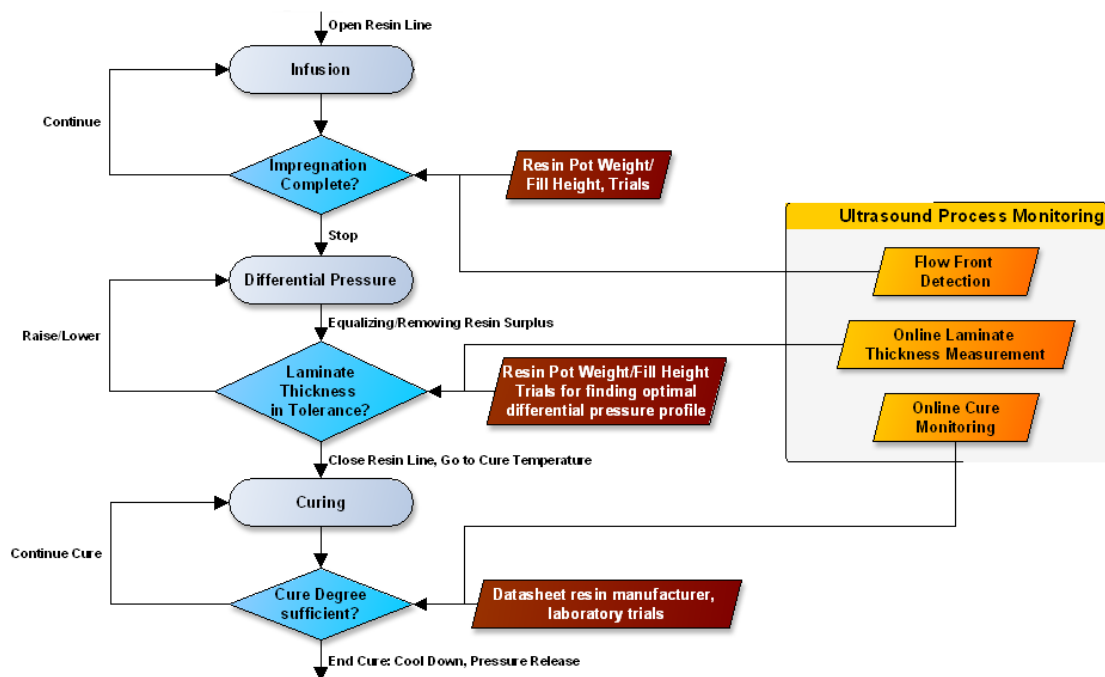 Open Resin Line
Infusion
Continue
Impregnation
Complete?
Resin Pot Weight/
Fill Height, Trials
Ultrasound Process Monitoring
Stop
Flow Front
Detection
Differential Pressure
Raise/Lower
Equalizing/Removing Resin Surplus
Online Laminate
Thickness Measurement
Laminate
Thickness
in Tolerance?
Resin Pot Weight/Fill Height
Trials for finding optimal
differential pressure profile
Online Cure
Monitoring
Close Resin Line, Go to Cure Temperature
Curing
Continue Cure
Cure Degree
sufficient?
Datasheet resin manufacturer,
laboratory trials
End Cure: Cool Down, Pressure Release